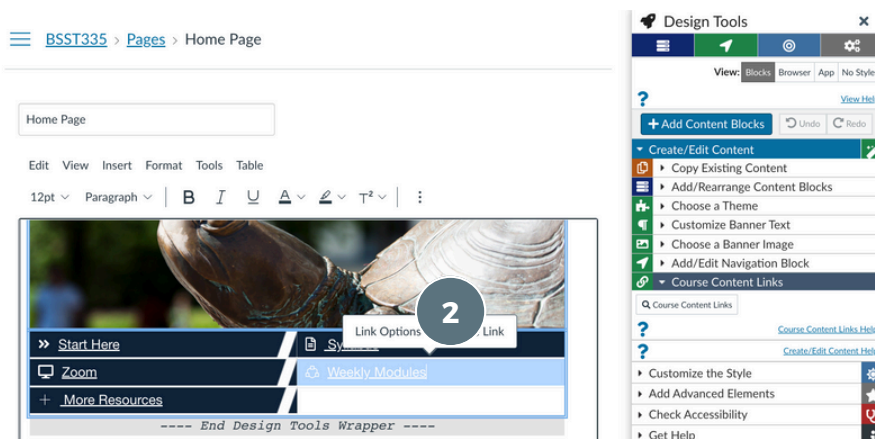 BSST335 > Pages > Home Page
Home Page
Edit View Insert Format Tools Table
12pt Paragraph B I U A T²
Link Options Link
2
Start Here
Zoom
Weekly Modules
+ More Resources
---- End Design Tools Wrapper ----
Design Tools ×
View: Blocks Browser App No Style
? View Hel
+ Add Content Blocks Undo Redo
Create/Edit Content
Copy Existing Content
Add/Rearrange Content Blocks
Choose a Theme
Customize Banner Text
Choose a Banner Image
Add/Edit Navigation Block
Course Content Links
Course Content Links
? Course Content Links Help
? Create/Edit Content Help
Customize the Style
Add Advanced Elements
Check Accessibility
Get Help